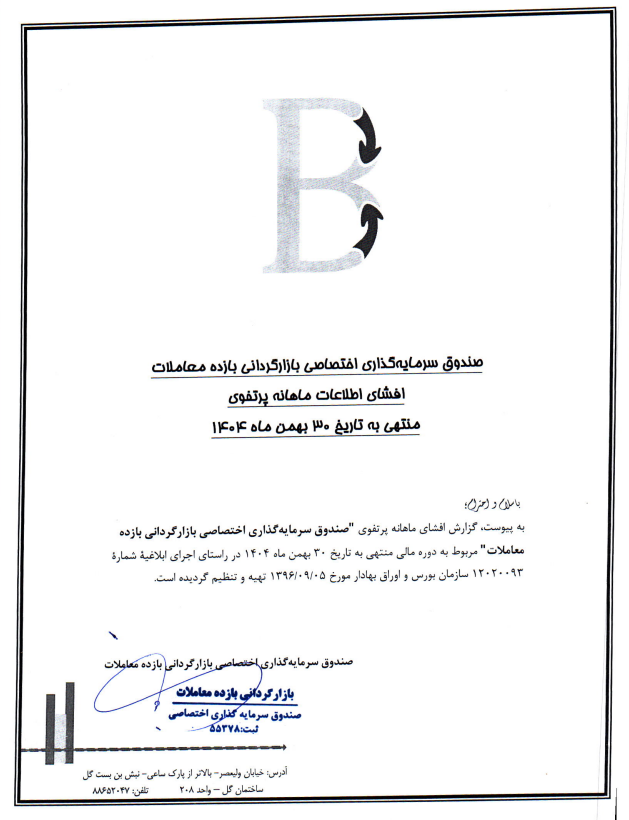 B
صندوق سرمایه‌گذاری اختصاصی بازارگردانی بازده معاملات
افشای اطلاعات ماهانه پرتفوی
منتهی به تاریخ ۳۰ بهمن ماه ۱۴۰۴
باسلام و احترام؛
به پیوست، گزارش افشای ماهانه پرتفوی "صندوق سرمایه‌گذاری اختصاصی بازارگردانی بازده
معاملات" مربوط به دوره مالی منتهی به تاریخ ۳۰ بهمن ماه ۱۴۰۴ در راستای اجرای ابلاغیۀ شمارۀ
۱۲۰۲۰۰۹۳ سازمان بورس و اوراق بهادار مورخ ۱۳۹۶/۰۹/۰۵ تهیه و تنظیم گردیده است.
صندوق سرمایه‌گذاری اختصاصی بازارگردانی بازده معاملات
بازارگردانی بازده معاملات
صندوق سرمایه گذاری اختصاصی
ثبت:۵۵۳۷۸
آدرس: خیابان ولیعصر- بالاتر از پارک ساعی- نبش بن بست گل
ساختمان گل – واحد ۲۰۸ تلفن: ۸۸۶۵۲۰۴۷